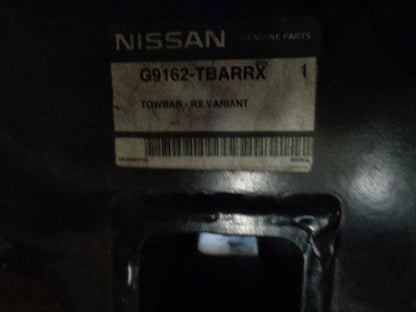 NISSAN GENUINE PARTS
G9162-TBARRX 1
TOWBAR - RX VARIANT